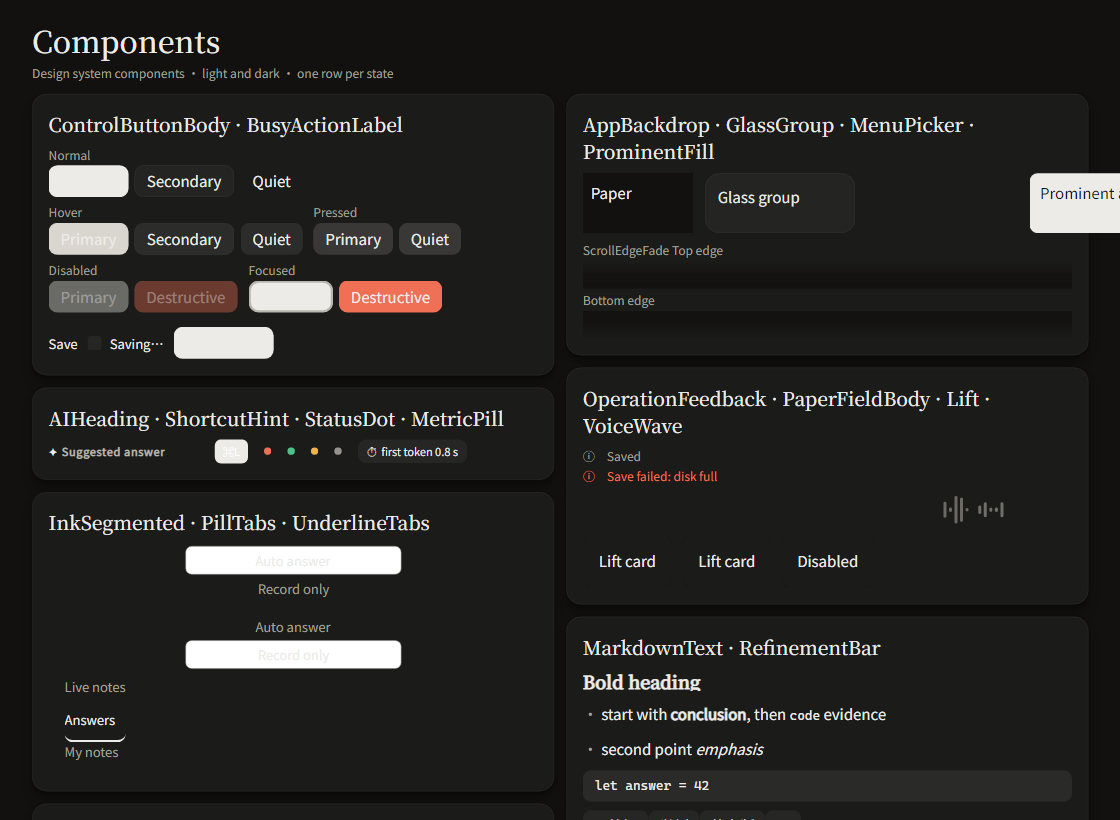 Components
Design system components • light and dark • one row per state
ControlButtonBody · BusyActionLabel
Normal
Secondary
Quiet
Hover
Pressed
Primary
Secondary
Quiet
Primary
Quiet
Disabled
Focused
Primary
Destructive
Destructive
Save
Saving⋯
AIHeading · ShortcutHint · StatusDot · MetricPill
✦ Suggested answer
⏱ first token 0.8 s
InkSegmented · PillTabs · UnderlineTabs
Auto answer
Record only
Auto answer
Record only
Live notes
Answers
My notes
AppBackdrop · GlassGroup · MenuPicker ·
ProminentFill
Paper
Glass group
Prominent
ScrollEdgeFade Top edge
Bottom edge
OperationFeedback · PaperFieldBody · Lift ·
VoiceWave
ⓘ Saved
ⓘ Save failed: disk full
Lift card
Lift card
Disabled
MarkdownText · RefinementBar
Bold heading
• start with conclusion, then code evidence
• second point emphasis
let answer = 42